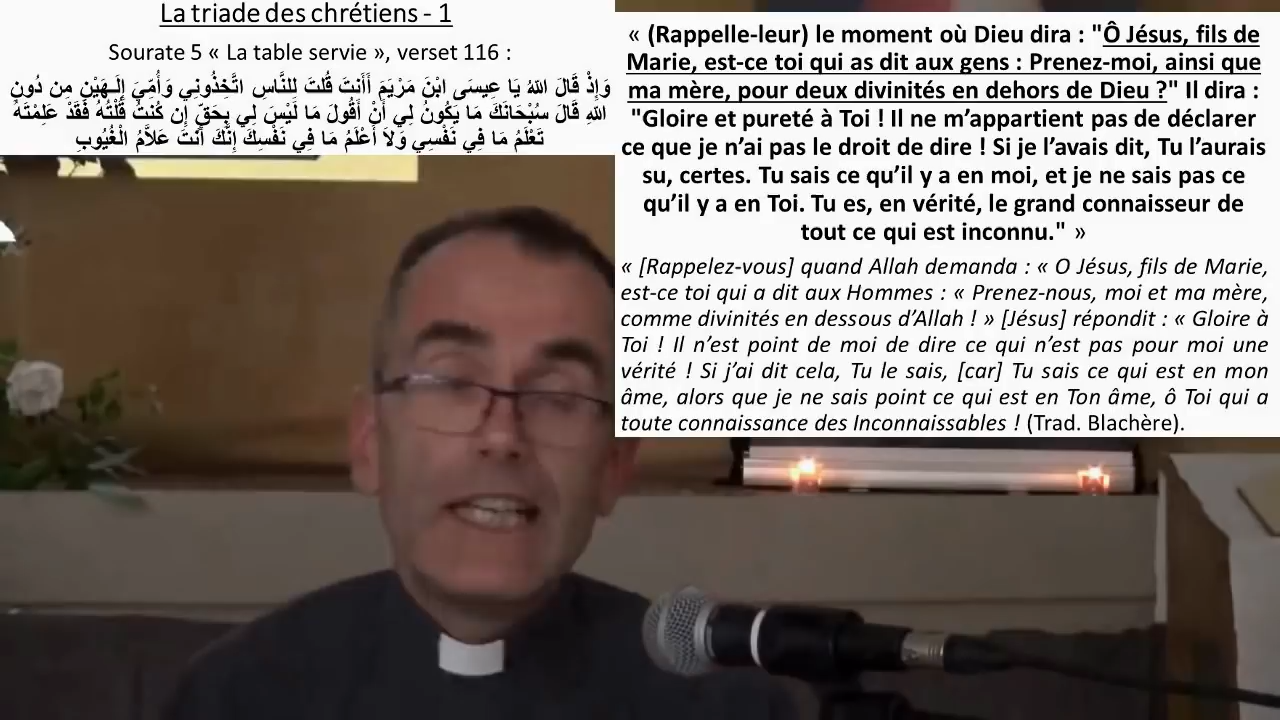 La triade des chrétiens - 1
Sourate 5 « La table servie », verset 116 :
وَإِذْ قَالَ اللهُ يَا عِيسَى ابْنَ مَرْيَمَ أَأَنْتَ قُلْتَ لِلنَّاسِ اتَّخِذُونِي وَأُمِّيَ إِلَـهَيْنِ مِن دُونِ
اللهِ قَالَ سُبْحَانَكَ مَا يَكُونُ لِي أَنْ أَقُولَ مَا لَيْسَ لِي بِحَقٍّ إِن كُنْتُ قُلْتُهُ فَقَدْ عَلِمْتَهُ
تَعْلَمُ مَا فِي نَفْسِي وَلاَ أَعْلَمُ مَا فِي نَفْسِكَ إِنَّكَ أَنْتَ عَلاَّمُ الْغُيُوبِ
« (Rappelle-leur) le moment où Dieu dira : "Ô Jésus, fils de
Marie, est-ce toi qui as dit aux gens : Prenez-moi, ainsi que
ma mère, pour deux divinités en dehors de Dieu ?" Il dira :
"Gloire et pureté à Toi ! Il ne m’appartient pas de déclarer
ce que je n’ai pas le droit de dire ! Si je l’avais dit, Tu l’aurais
su, certes. Tu sais ce qu’il y a en moi, et je ne sais pas ce
qu’il y a en Toi. Tu es, en vérité, le grand connaisseur de
tout ce qui est inconnu." »
« [Rappelez-vous] quand Allah demanda : « O Jésus, fils de Marie,
est-ce toi qui a dit aux Hommes : « Prenez-nous, moi et ma mère,
comme divinités en dessous d’Allah ! » [Jésus] répondit : « Gloire à
Toi ! Il n’est point de moi de dire ce qui n’est pas pour moi une
vérité ! Si j’ai dit cela, Tu le sais, [car] Tu sais ce qui est en mon
âme, alors que je ne sais point ce qui est en Ton âme, ô Toi qui a
toute connaissance des Inconnaissables ! (Trad. Blachère).